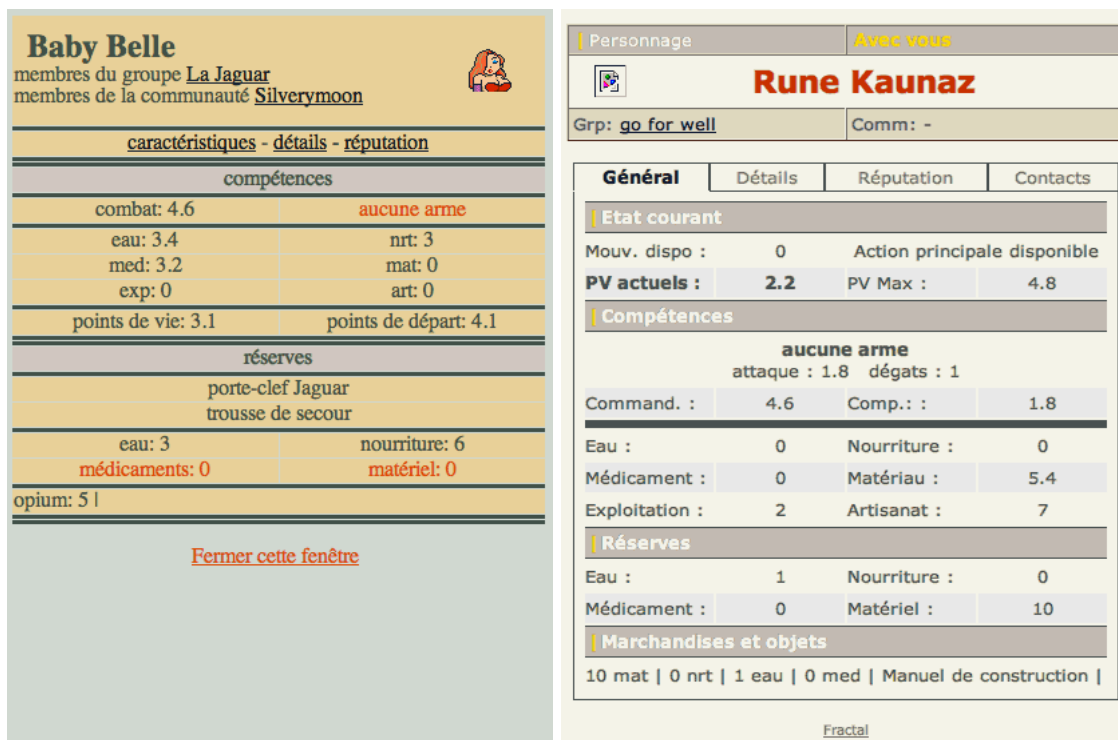 Baby Belle
membres du groupe La Jaguar
membres de la communauté Silverymoon
caractéristiques - détails - réputation
compétences
combat: 4.6 aucune arme
eau: 3.4 nrt: 3
med: 3.2 mat: 0
exp: 0 art: 0
points de vie: 3.1 points de départ: 4.1
réserves
porte-clef Jaguar
trousse de secour
eau: 3 nourriture: 6
médicaments: 0 matériel: 0
opium: 5 |
Fermer cette fenêtre
Personnage Avec vous
Rune Kaunaz
Grp: go for well Comm: -
Général Détails Réputation Contacts
Etat courant
Mouv. dispo : 0 Action principale disponible
PV actuels : 2.2 PV Max : 4.8
Compétences
aucune arme
attaque : 1.8 dégats : 1
Command. : 4.6 Comp.: : 1.8
Eau : 0 Nourriture : 0
Médicament : 0 Matériau : 5.4
Exploitation : 2 Artisanat : 7
Réserves
Eau : 1 Nourriture : 0
Médicament : 0 Matériel : 10
Marchandises et objets
10 mat | 0 nrt | 1 eau | 0 med | Manuel de construction |
Fractal